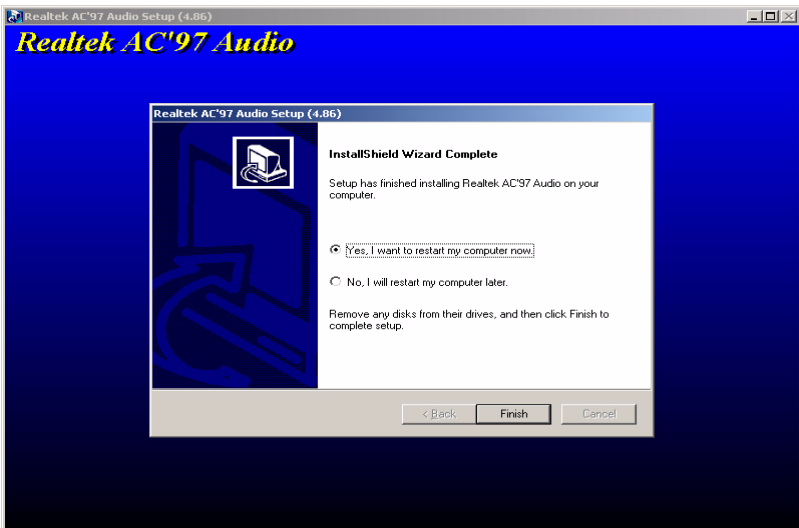 Realtek AC'97 Audio Setup (4.86)
Realtek AC'97 Audio
Realtek AC'97 Audio Setup (4.86)
InstallShield Wizard Complete
Setup has finished installing Realtek AC'97 Audio on your
computer.
Yes, I want to restart my computer now.
No, I will restart my computer later.
Remove any disks from their drives, and then click Finish to
complete setup.
< Back Finish Cancel